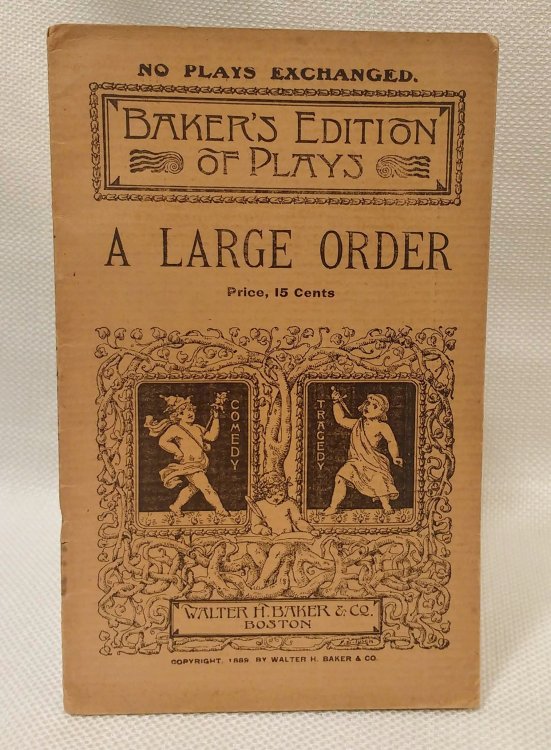 NO PLAYS EXCHANGED.
BAKER'S EDITION
OF PLAYS
A LARGE ORDER
Price, 15 Cents
COMEDY
TRAGEDY
WALTER H. BAKER & CO.
BOSTON
COPYRIGHT, 1889, BY WALTER H. BAKER & CO.